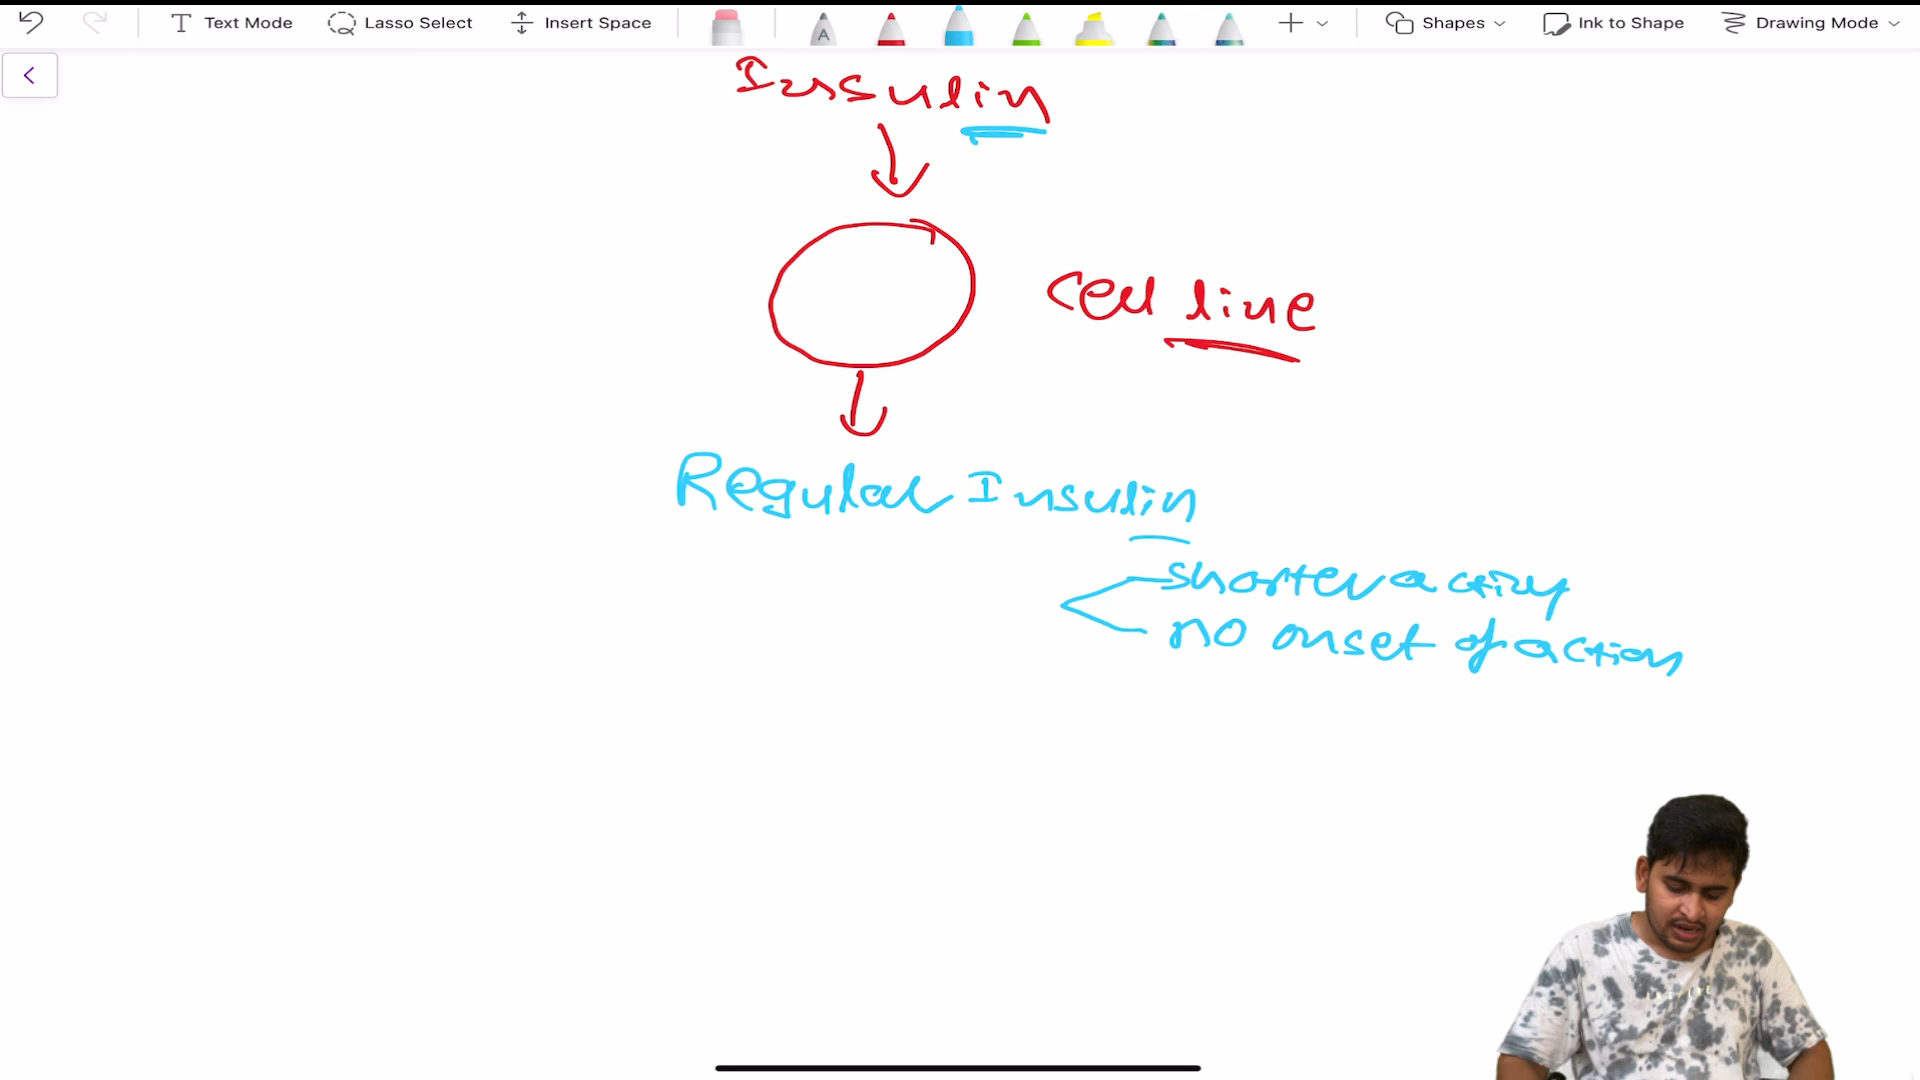 Text Mode Lasso Select Insert Space A Shapes Ink to Shape Drawing Mode
Insulin
Cell line
Regular Insulin
shorter acting
no onset of action